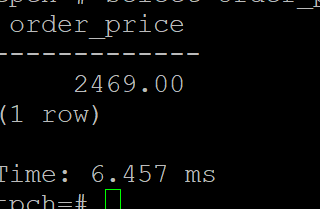 order_price
-------------
2469.00
(1 row)
Time: 6.457 ms
tpch=#